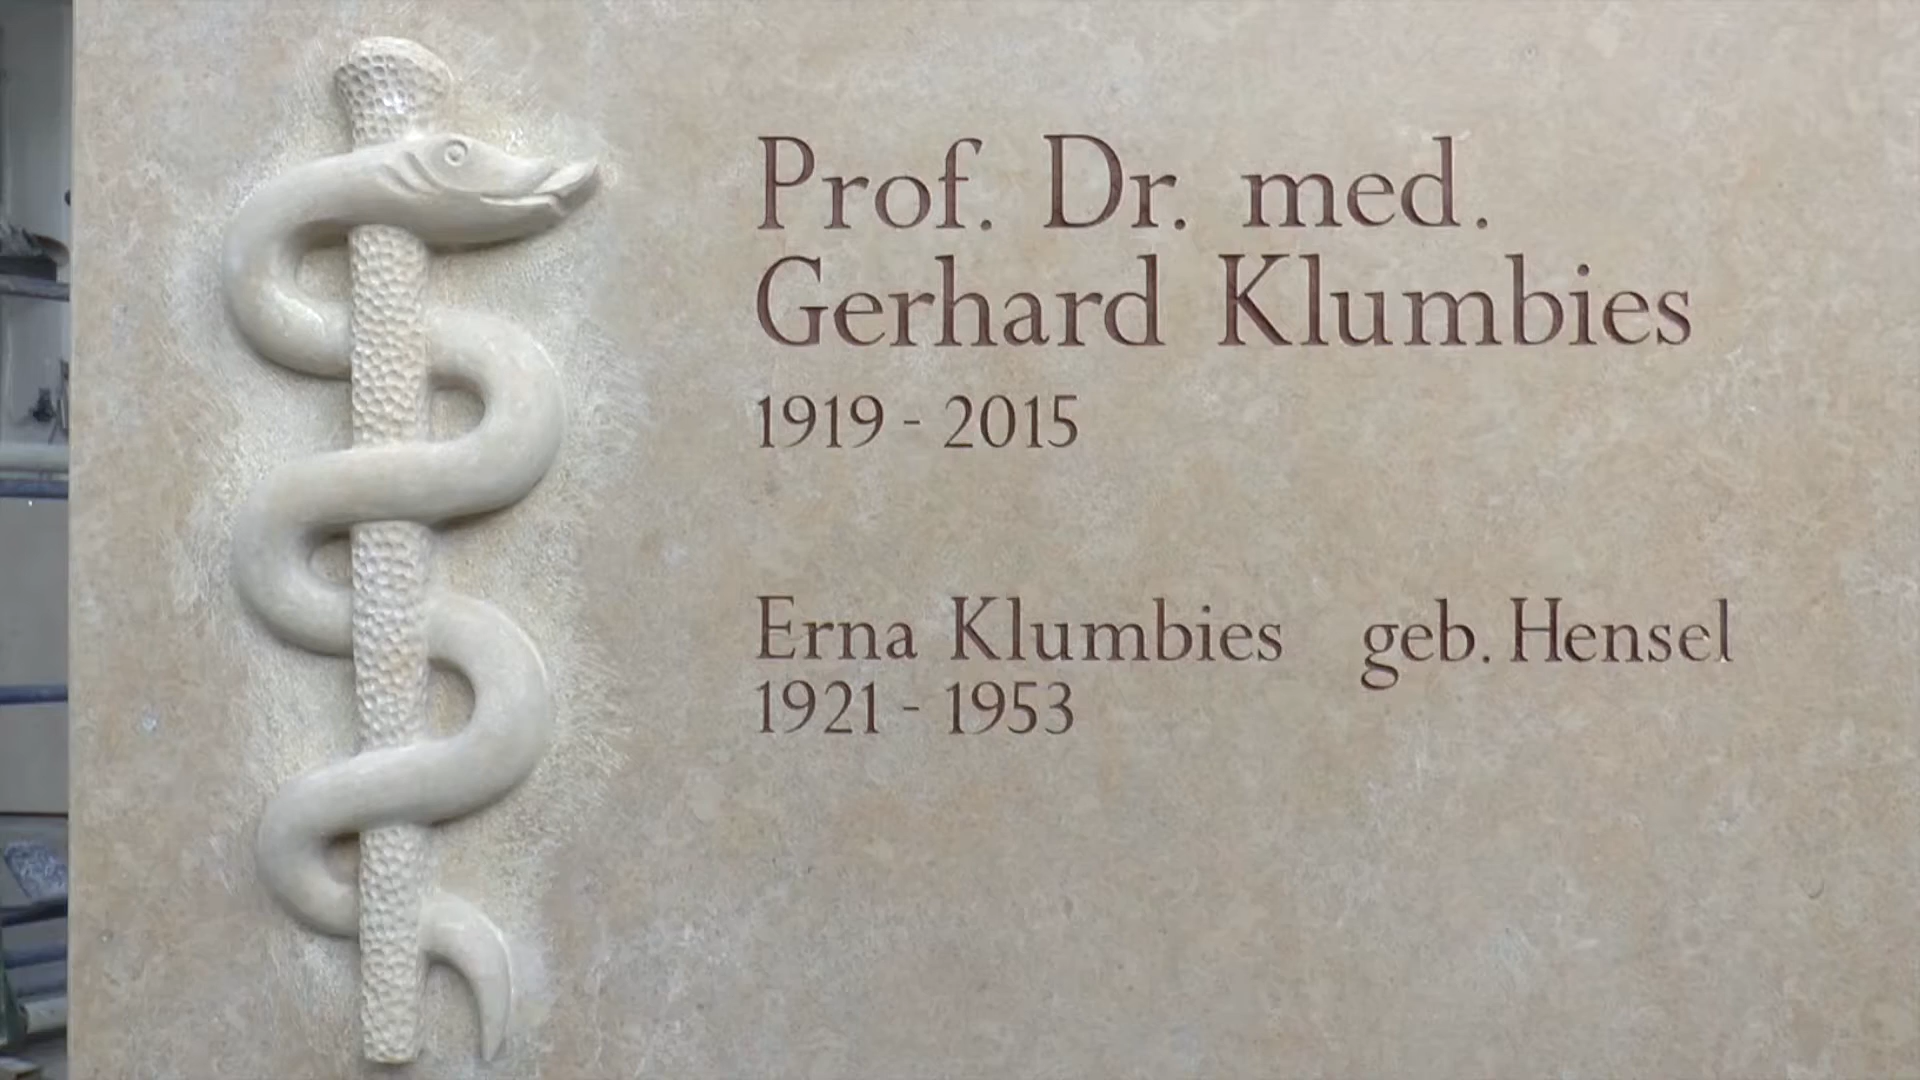 Prof. Dr. med.
Gerhard Klumbies
1919 - 2015
Erna Klumbies geb. Hensel
1921 - 1953